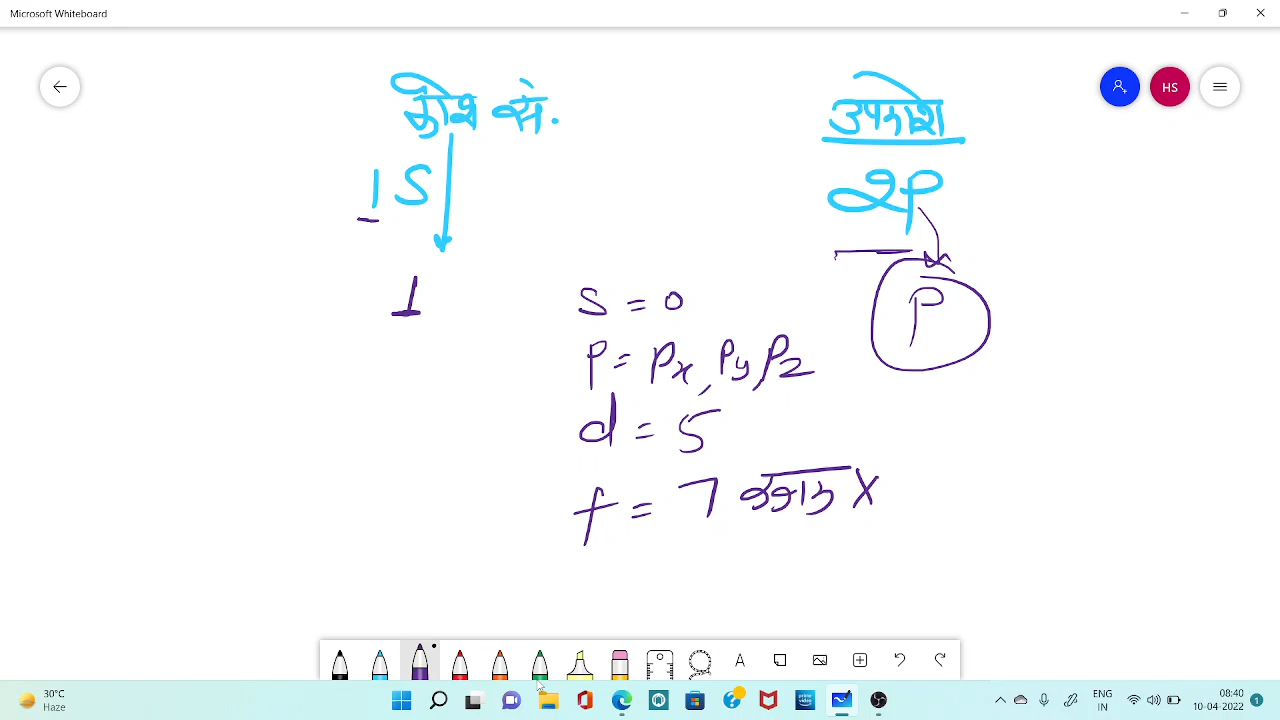 Microsoft Whiteboard
HS
कोश सं.
उपकोश
1S
2P
1
P
S = 0
P = Px, Py, Pz
d = 5
f = 7 X
A
30°C
Haze
ENG
IN
08:40
10-04-2022
1